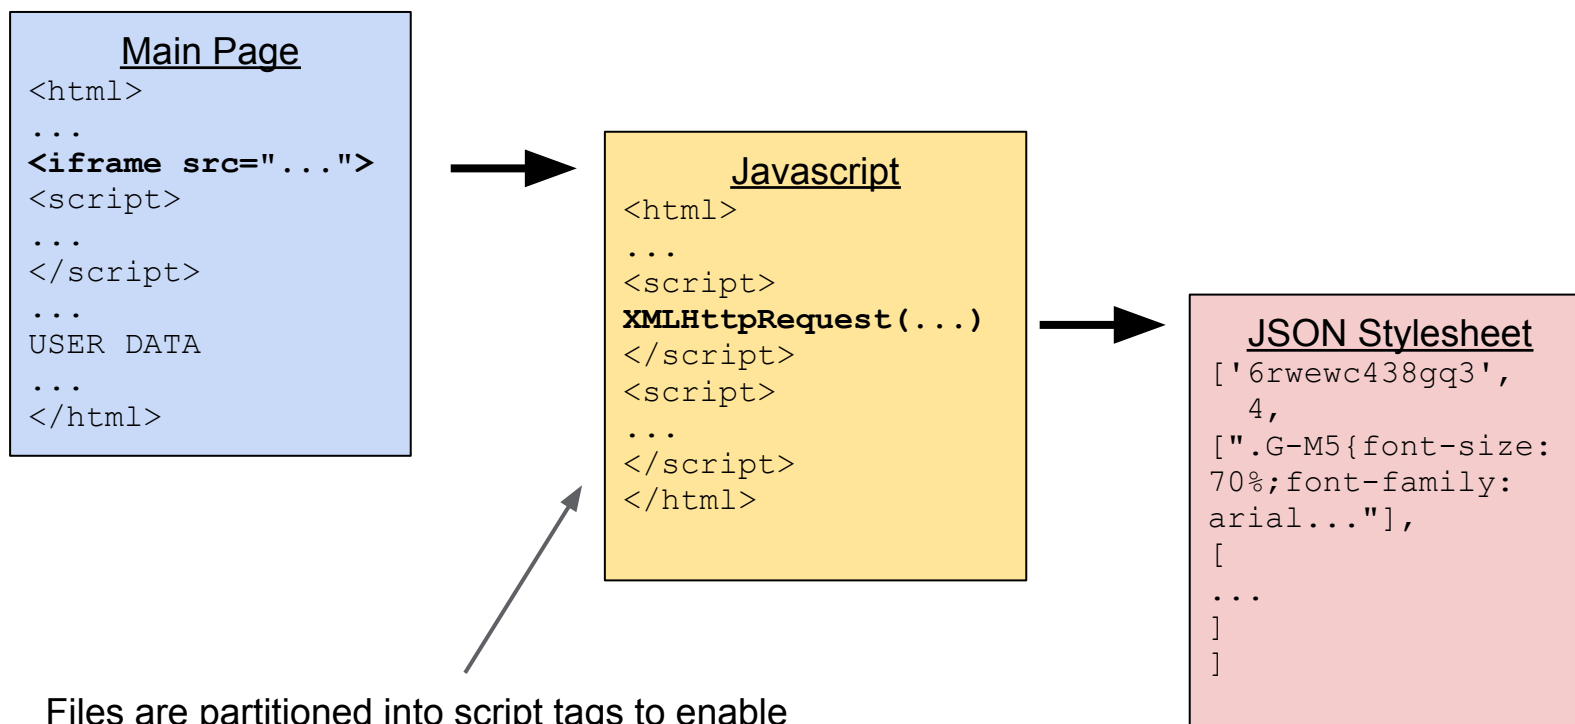 Main Page
<html>
...
<iframe src="...">
<script>
...
</script>
...
USER DATA
...
</html>
Javascript
<html>
...
<script>
XMLHttpRequest(...)
</script>
<script>
...
</script>
</html>
JSON Stylesheet
['6rwewc438gq3',
4,
[".G-M5{font-size:
70%;font-family:
arial..."],
[
...
]
]
Files are partitioned into script tags to enable